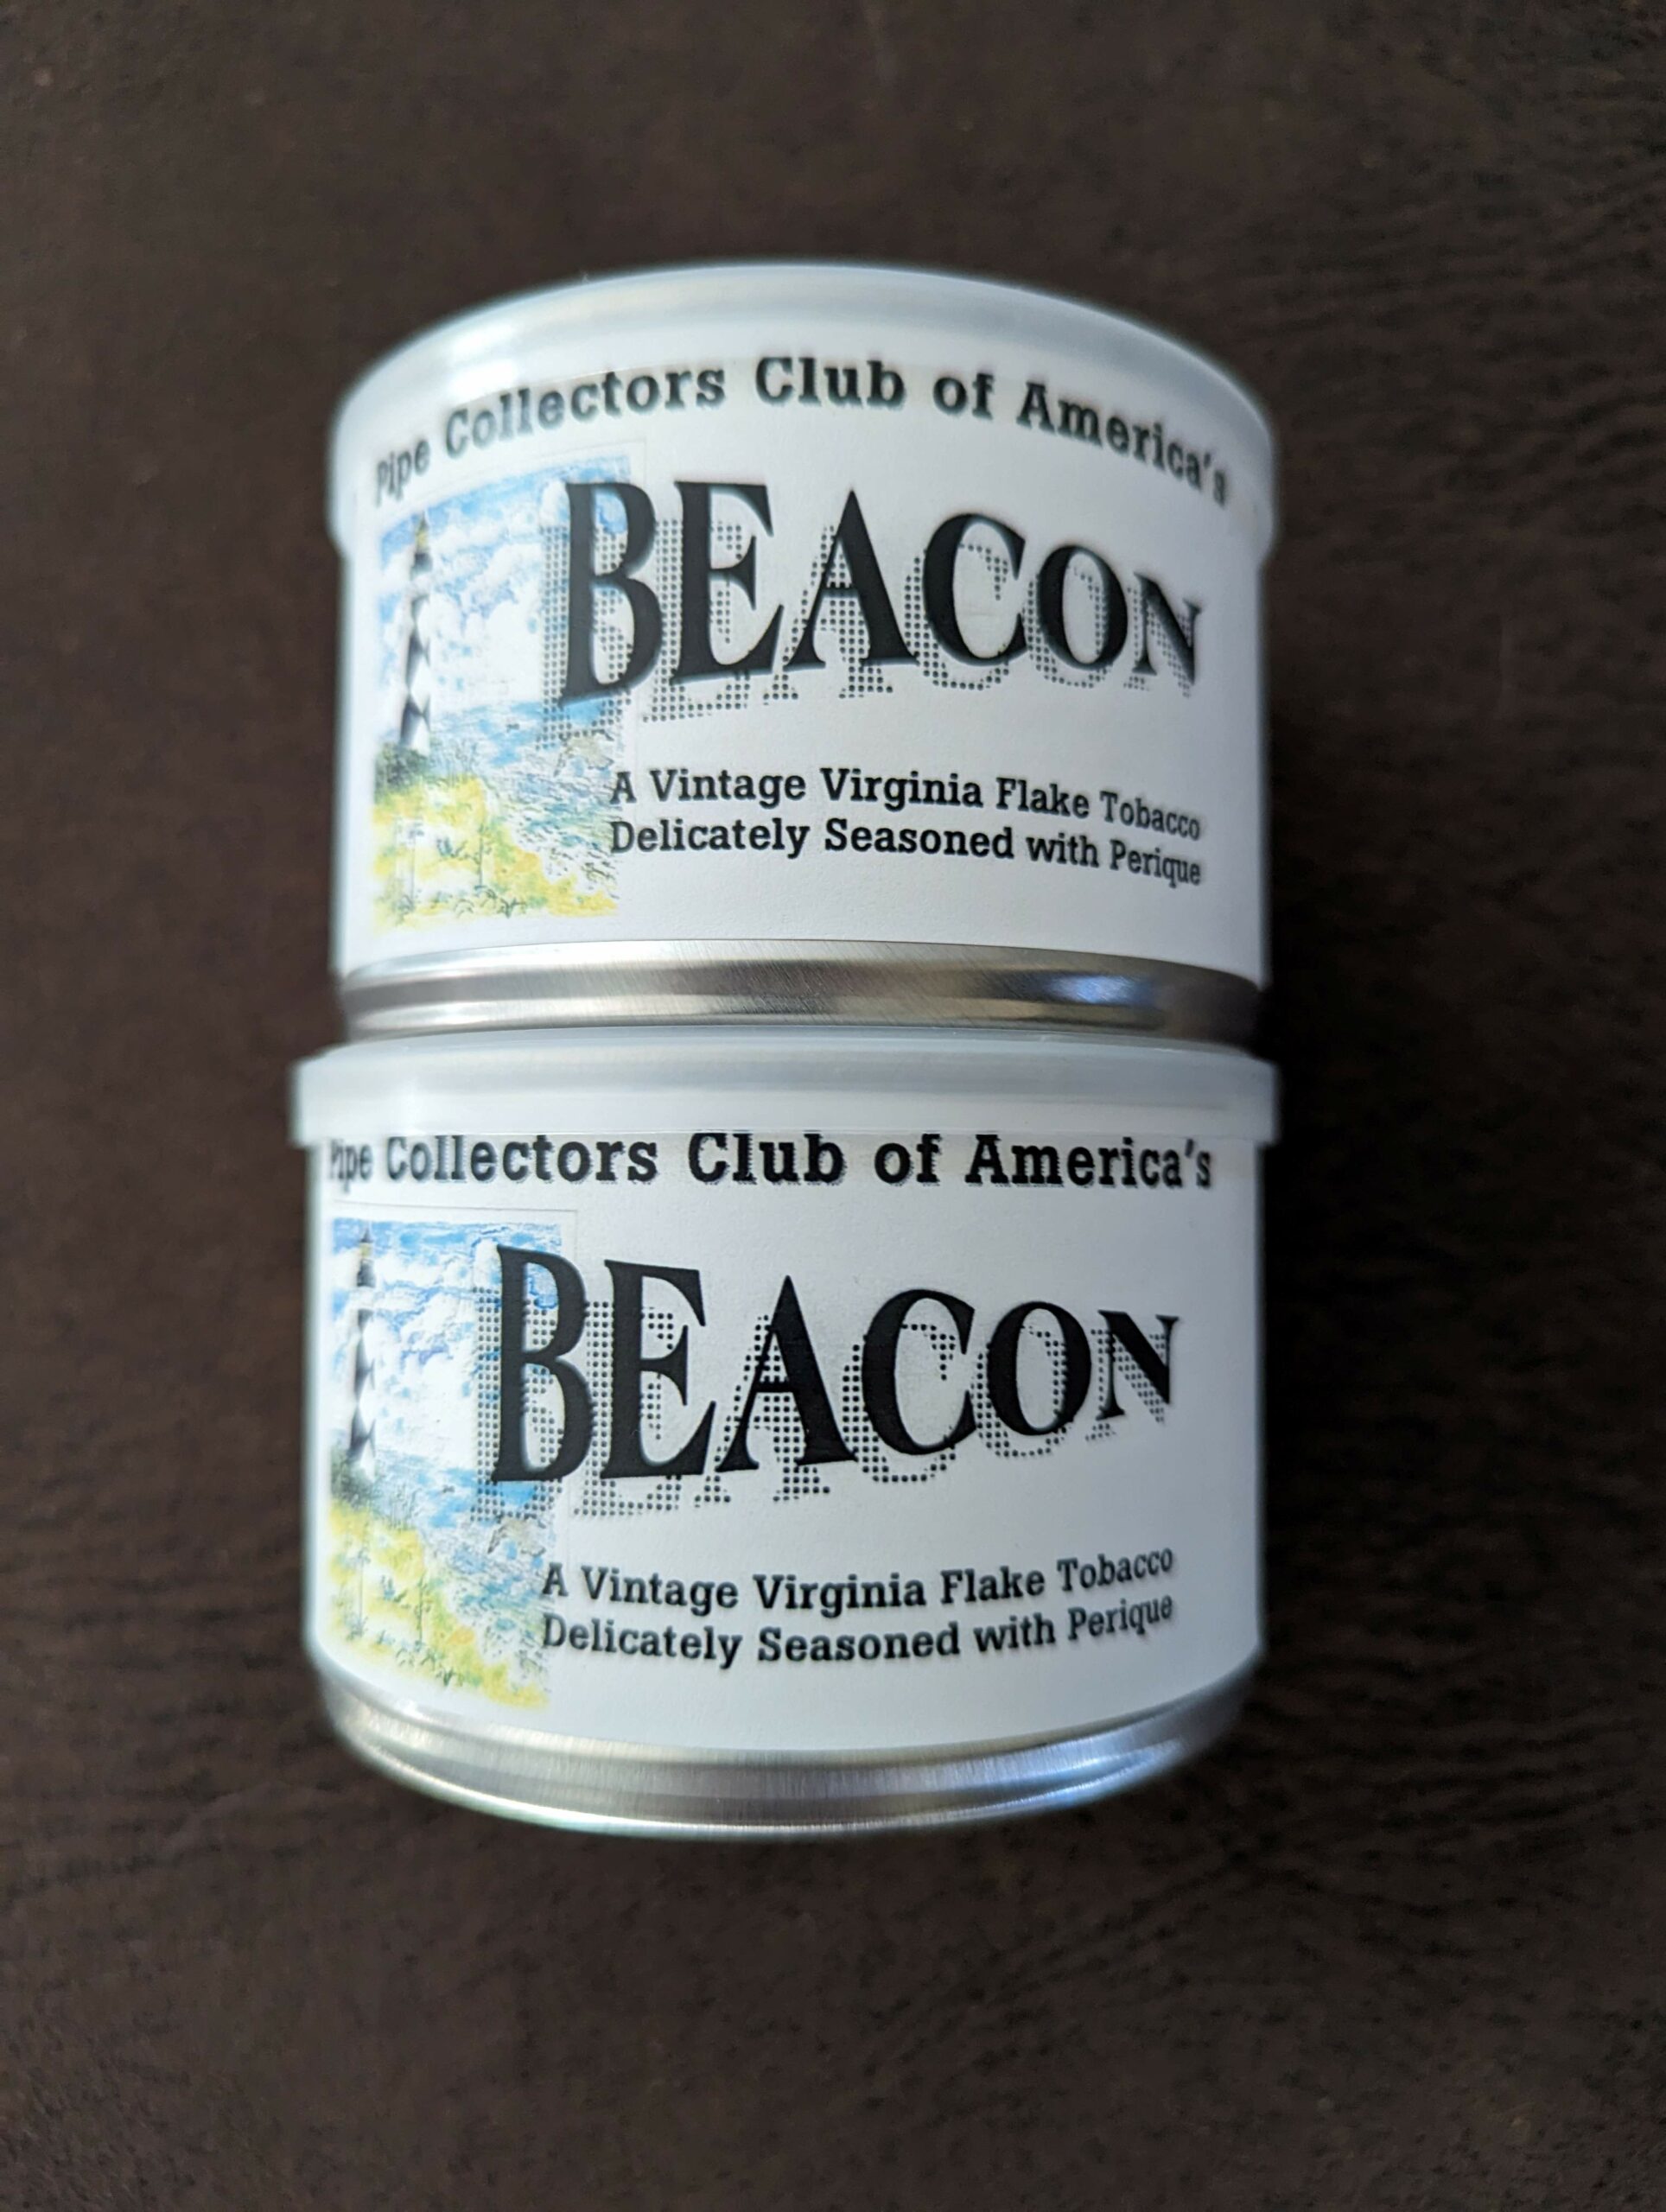 Pipe Collectors Club of America's
BEACON
A Vintage Virginia Flake Tobacco
Delicately Seasoned with Perique
Pipe Collectors Club of America's
BEACON
A Vintage Virginia Flake Tobacco
Delicately Seasoned with Perique